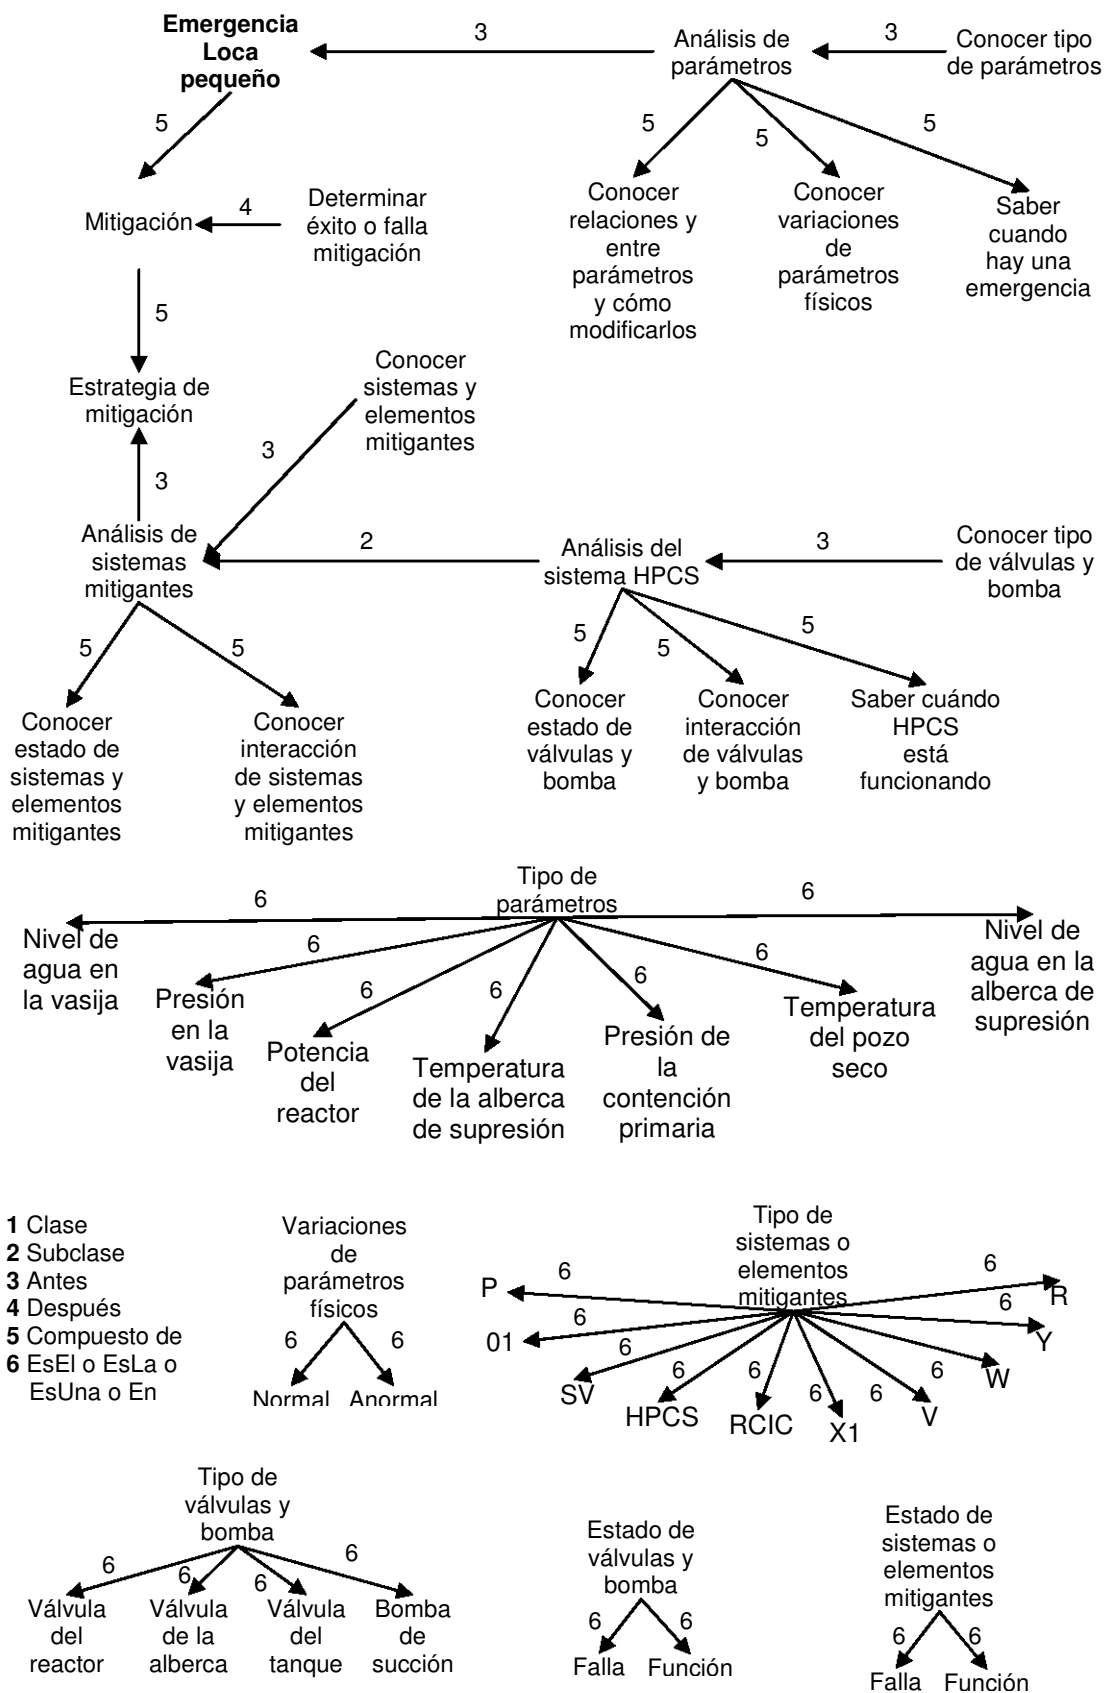 Emergencia
Loca
pequeño
3
Análisis de
parámetros
3
Conocer tipo
de parámetros
5
5
5
5
Mitigación
4
Determinar
éxito o falla
mitigación
Conocer
relaciones y
entre
parámetros
y cómo
modificarlos
Conocer
variaciones
de
parámetros
físicos
Saber
cuando
hay una
emergencia
5
Estrategia de
mitigación
Conocer
sistemas y
elementos
mitigantes
3
3
Análisis de
sistemas
mitigantes
2
Análisis del
sistema HPCS
3
Conocer tipo
de válvulas y
bomba
5
5
5
5
5
Conocer
estado de
sistemas y
elementos
mitigantes
Conocer
interacción
de sistemas
y elementos
mitigantes
Conocer
estado de
válvulas y
bomba
Conocer
interacción
de válvulas
y bomba
Saber cuándo
HPCS
está
funcionando
Tipo de
parámetros
6
6
6
6
6
6
6
Nivel de
agua en
la vasija
Presión
en la
vasija
Potencia
del
reactor
Temperatura
de la alberca
de supresión
Presión de
la
contención
primaria
Temperatura
del pozo
seco
Nivel de
agua en la
alberca de
supresión
1 Clase
2 Subclase
3 Antes
4 Después
5 Compuesto de
6 EsEl o EsLa o
EsUna o En
Variaciones
de
parámetros
físicos
6
6
Normal
Anormal
Tipo de
sistemas o
elementos
mitigantes
6
6
6
6
6
6
6
6
6
6
P
01
SV
HPCS
RCIC
X1
V
W
Y
R
Tipo de
válvulas y
bomba
6
6
6
6
Válvula
del
reactor
Válvula
de la
alberca
Válvula
del
tanque
Bomba
de
succión
Estado de
válvulas y
bomba
6
6
Falla
Función
Estado de
sistemas o
elementos
mitigantes
6
6
Falla
Función